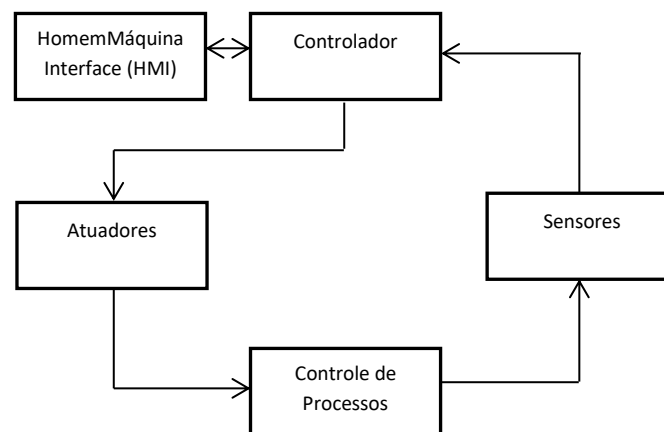 HomemMáquina
Interface (HMI)
Controlador
Atuadores
Sensores
Controle de
Processos